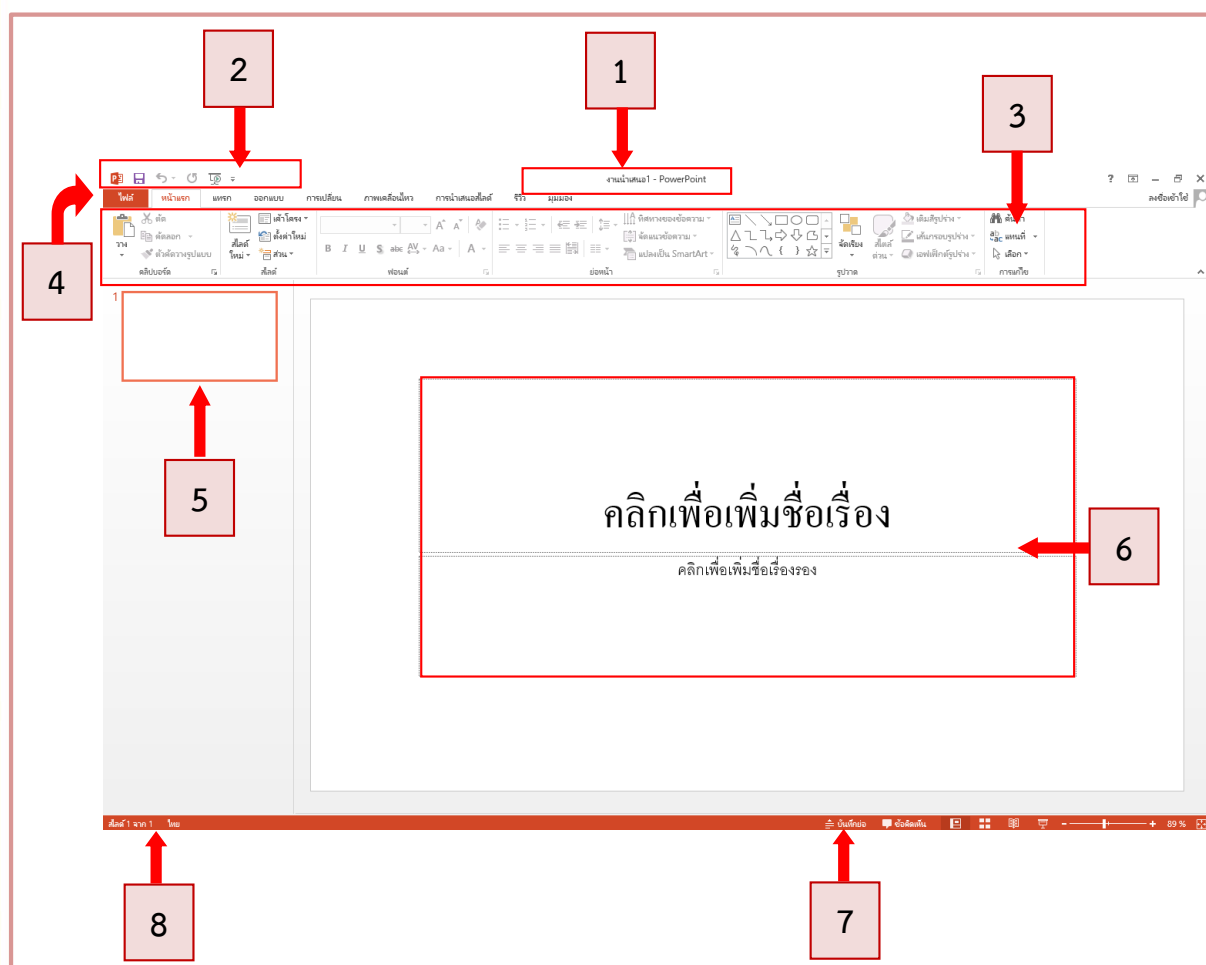 2
1
3
งานนำเสนอ1 - PowerPoint
?
ไฟล์ หน้าแรก แทรก ออกแบบ การเปลี่ยน ภาพเคลื่อนไหว การนำเสนอสไลด์ รีวิว มุมมอง ลงชื่อเข้าใช้
วาง
ตัด
คัดลอก
ตัวคัดวางรูปแบบ
คลิปบอร์ด
สไลด์
ใหม่
เค้าโครง
ตั้งค่าใหม่
ส่วน
สไลด์
B I U S abc AV Aa A
ฟอนต์
ทิศทางของข้อความ
จัดแนวข้อความ
แปลงเป็น SmartArt
ย่อหน้า
จัดเรียง
สไตล์
ด่วน
เติมสีรูปร่าง
เส้นกรอบรูปร่าง
เอฟเฟ็กต์รูปร่าง
รูปวาด
ค้นหา
แทนที่
เลือก
การแก้ไข
4
1
5
คลิกเพื่อเพิ่มชื่อเรื่อง
คลิกเพื่อเพิ่มชื่อเรื่องรอง
6
สไลด์ 1 จาก 1 ไทย บันทึกย่อ ข้อคิดเห็น 89 %
8
7